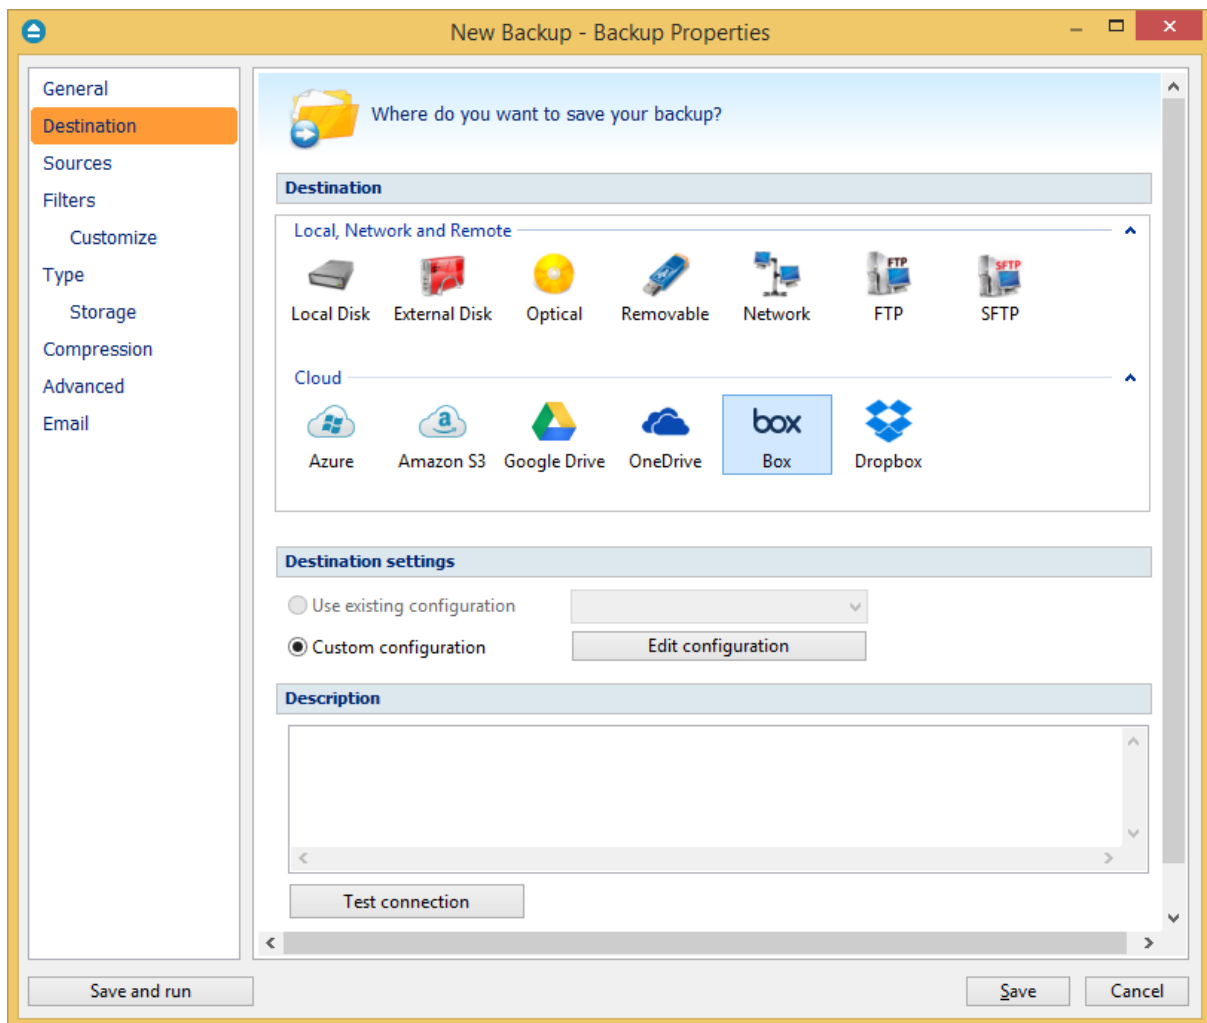 New Backup - Backup Properties
General
Destination
Sources
Filters
Customize
Type
Storage
Compression
Advanced
Email
Where do you want to save your backup?
Destination
Local, Network and Remote
FTP
SFTP
Local Disk External Disk Optical Removable Network FTP SFTP
Cloud
a
box
Azure Amazon S3 Google Drive OneDrive Box Dropbox
Destination settings
Use existing configuration
Custom configuration Edit configuration
Description
Test connection
Save and run Save Cancel